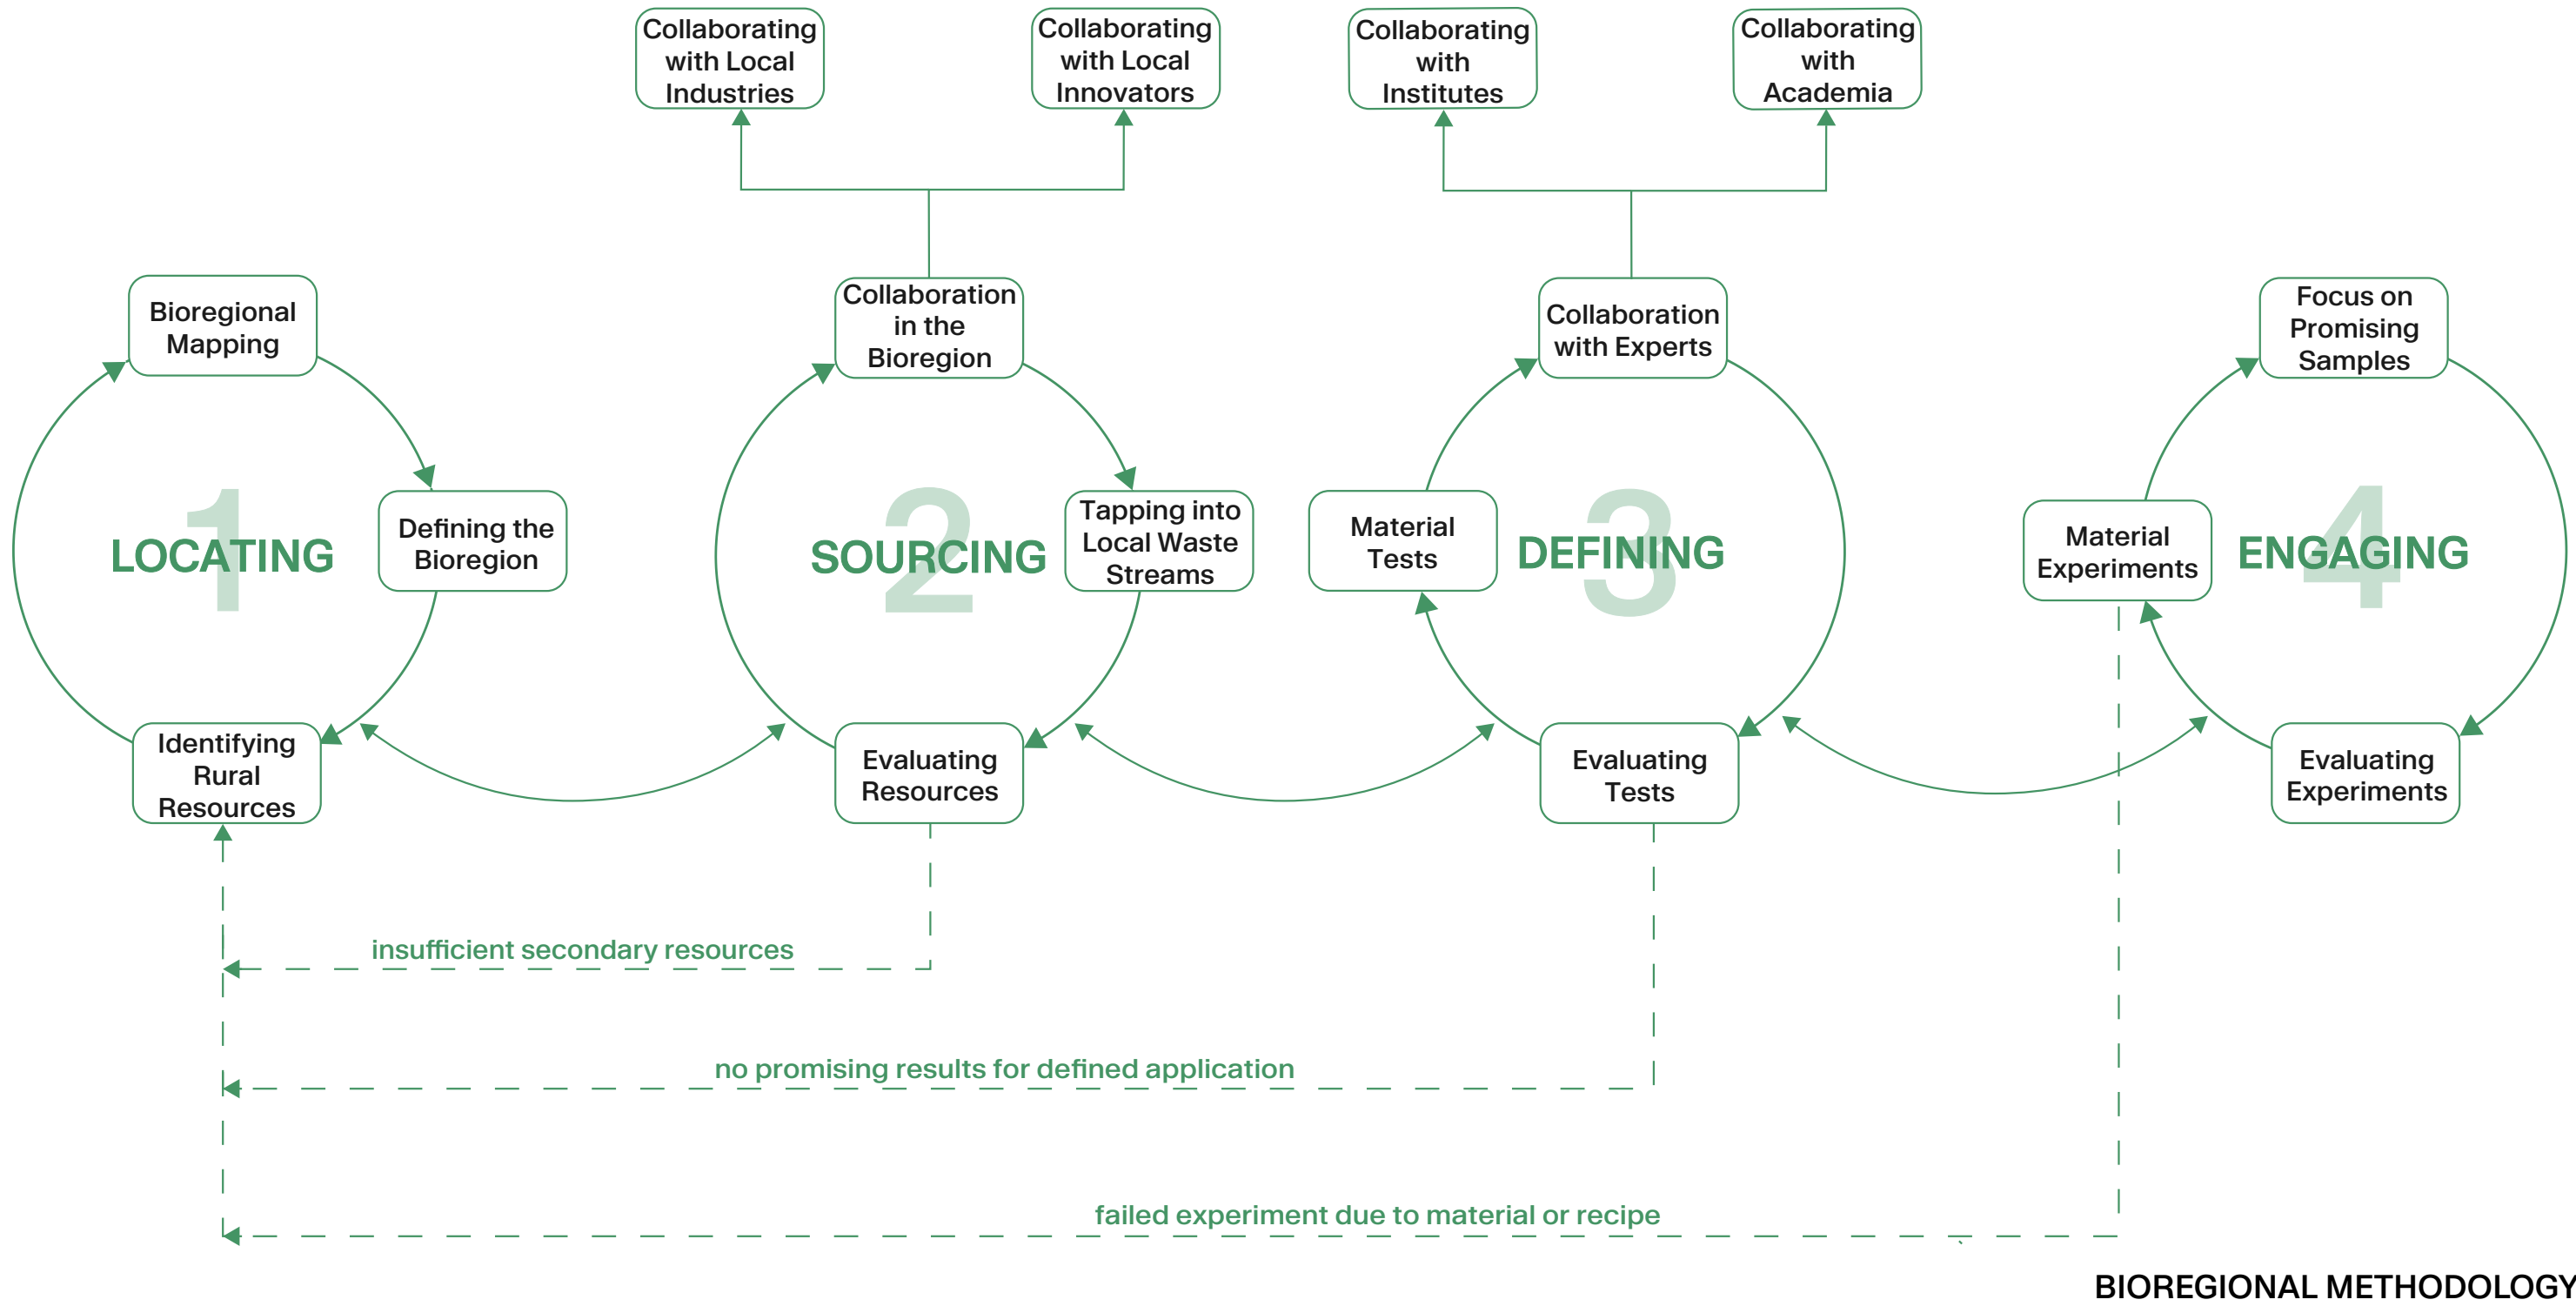 Collaborating
with Local
Industries
Collaborating
with Local
Innovators
Collaborating
with
Institutes
Collaborating
with
Academia
Bioregional
Mapping
Defining the
Bioregion
Identifying
Rural
Resources
1
LOCATING
Collaboration
in the
Bioregion
Tapping into
Local Waste
Streams
Evaluating
Resources
2
SOURCING
Collaboration
with Experts
Material
Tests
Evaluating
Tests
3
DEFINING
Focus on
Promising
Samples
Material
Experiments
Evaluating
Experiments
4
ENGAGING
insufficient secondary resources
no promising results for defined application
failed experiment due to material or recipe
BIOREGIONAL METHODOLOGY